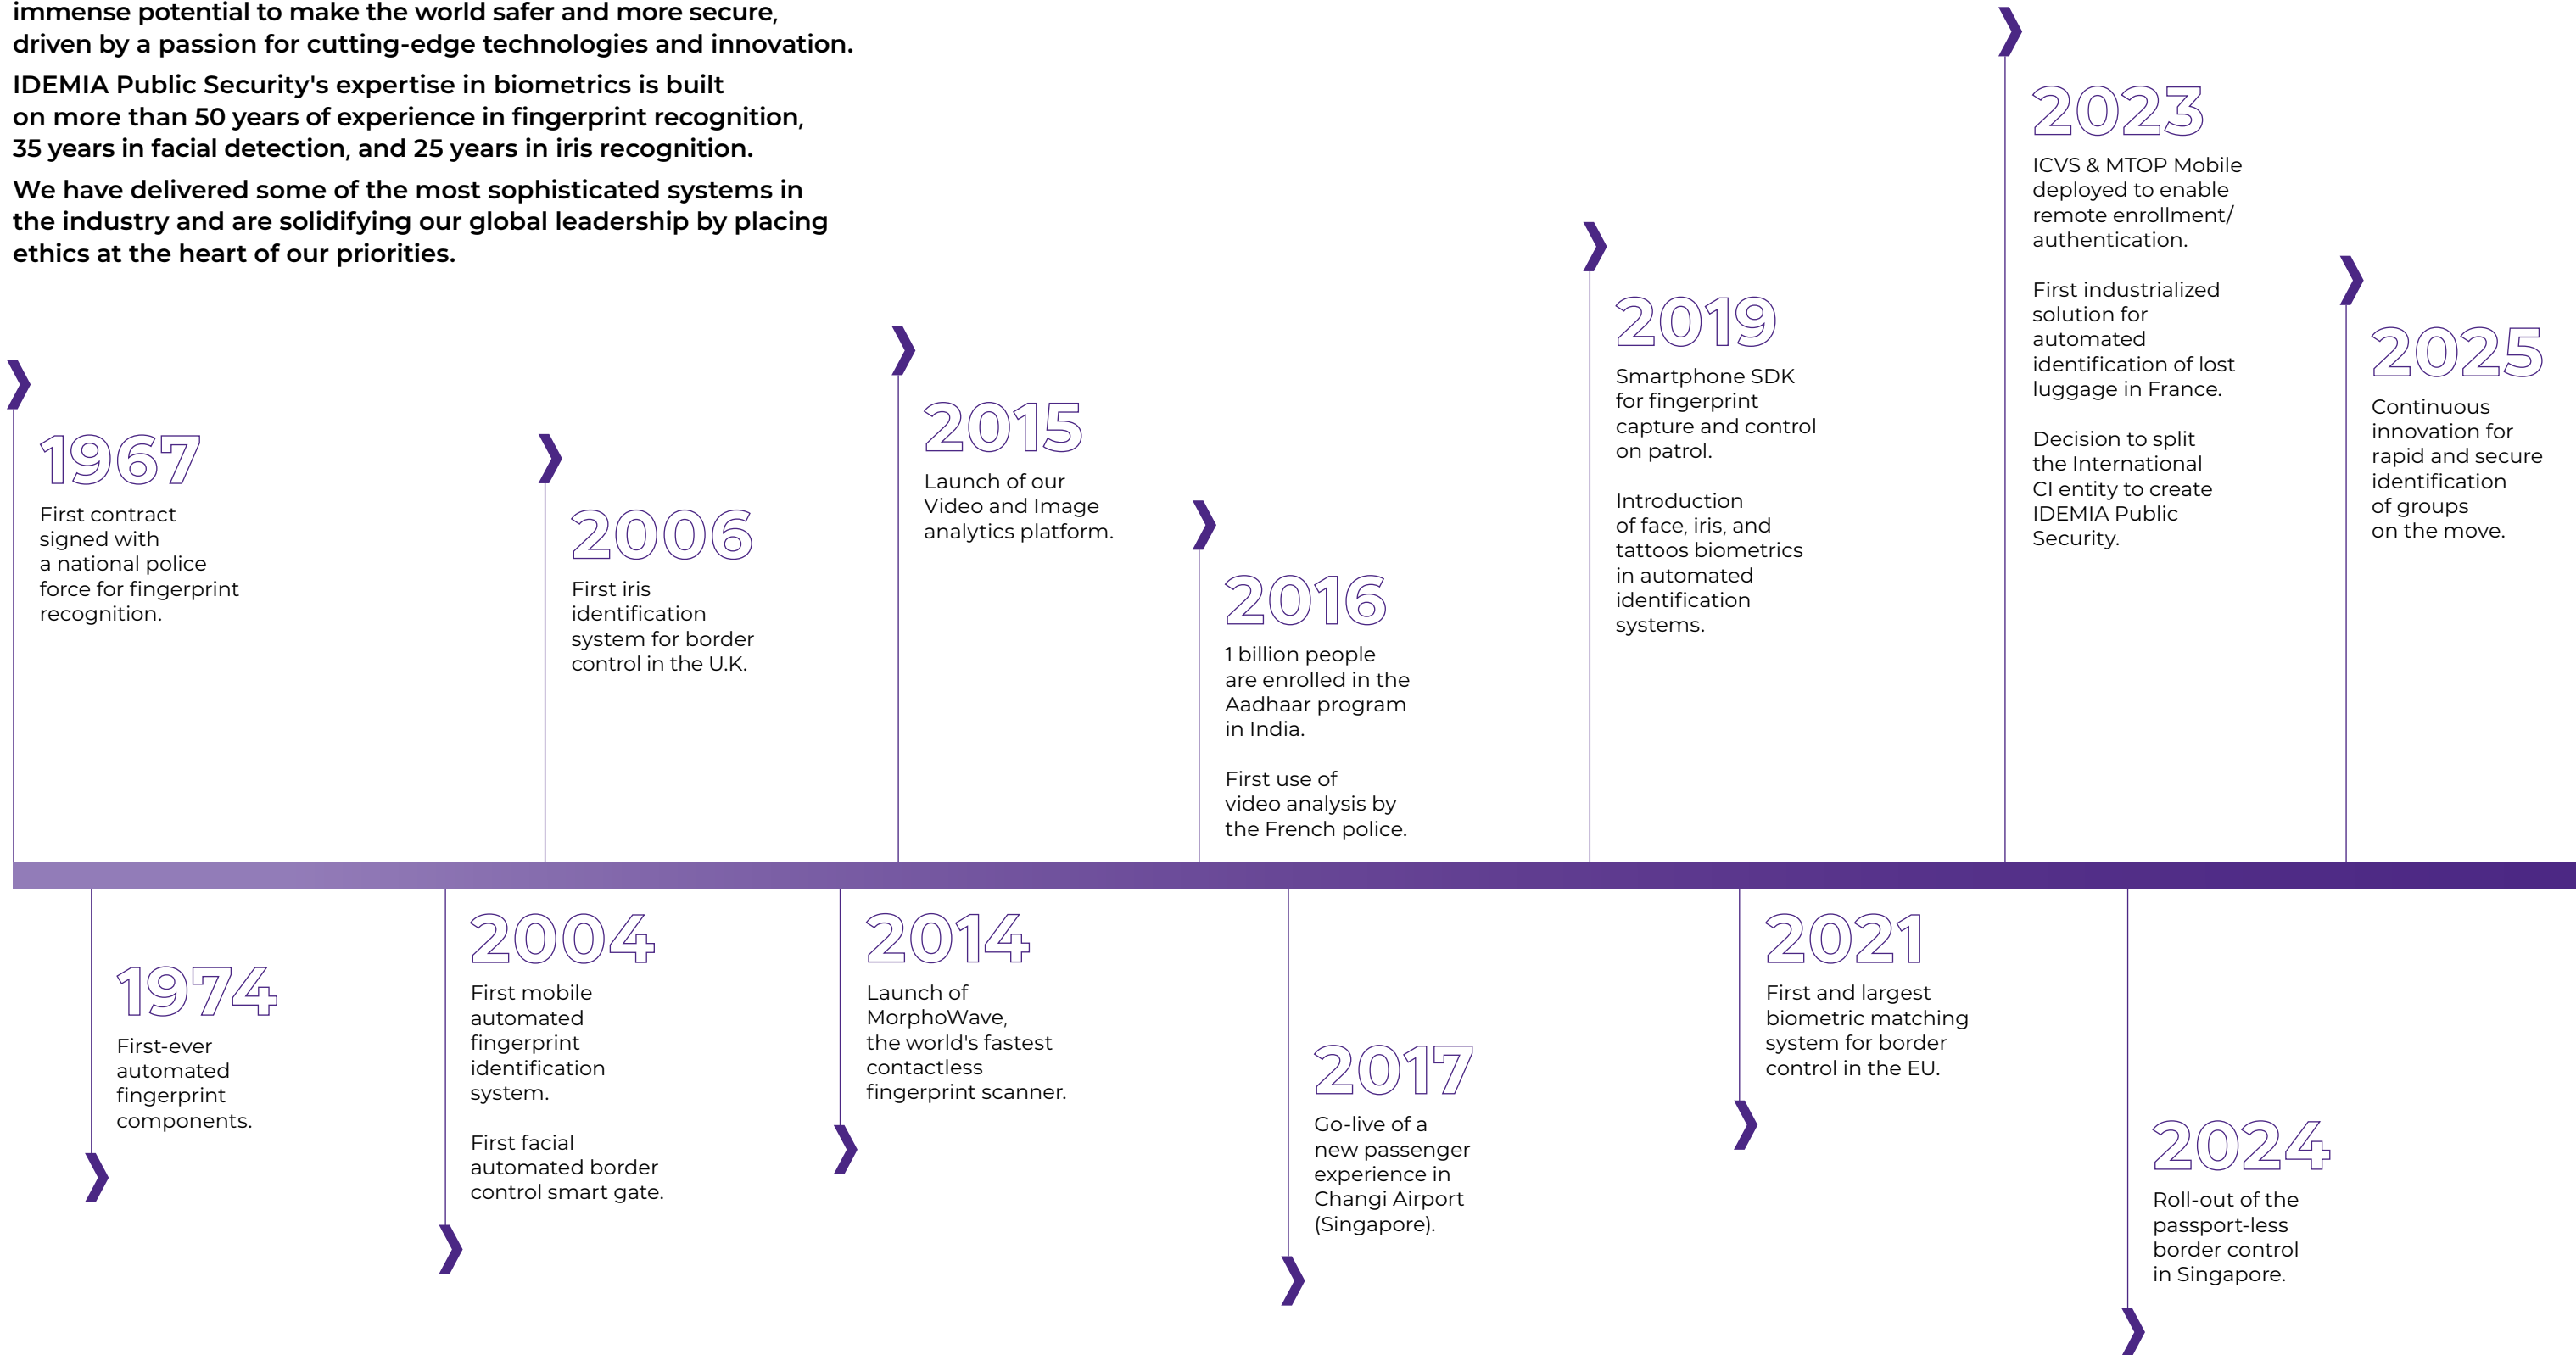 immense potential to make the world safer and more secure,
driven by a passion for cutting-edge technologies and innovation.
IDEMIA Public Security's expertise in biometrics is built
on more than 50 years of experience in fingerprint recognition,
35 years in facial detection, and 25 years in iris recognition.
We have delivered some of the most sophisticated systems in
the industry and are solidifying our global leadership by placing
ethics at the heart of our priorities.
1967
First contract
signed with
a national police
force for fingerprint
recognition.
1974
First-ever
automated
fingerprint
components.
2004
First mobile
automated
fingerprint
identification
system.
First facial
automated border
control smart gate.
2006
First iris
identification
system for border
control in the U.K.
2014
Launch of
MorphoWave,
the world's fastest
contactless
fingerprint scanner.
2015
Launch of our
Video and Image
analytics platform.
2016
1 billion people
are enrolled in the
Aadhaar program
in India.
First use of
video analysis by
the French police.
2017
Go-live of a
new passenger
experience in
Changi Airport
(Singapore).
2019
Smartphone SDK
for fingerprint
capture and control
on patrol.
Introduction
of face, iris, and
tattoos biometrics
in automated
identification
systems.
2021
First and largest
biometric matching
system for border
control in the EU.
2023
ICVS & MTOP Mobile
deployed to enable
remote enrollment/
authentication.
First industrialized
solution for
automated
identification of lost
luggage in France.
Decision to split
the International
CI entity to create
IDEMIA Public
Security.
2024
Roll-out of the
passport-less
border control
in Singapore.
2025
Continuous
innovation for
rapid and secure
identification
of groups
on the move.